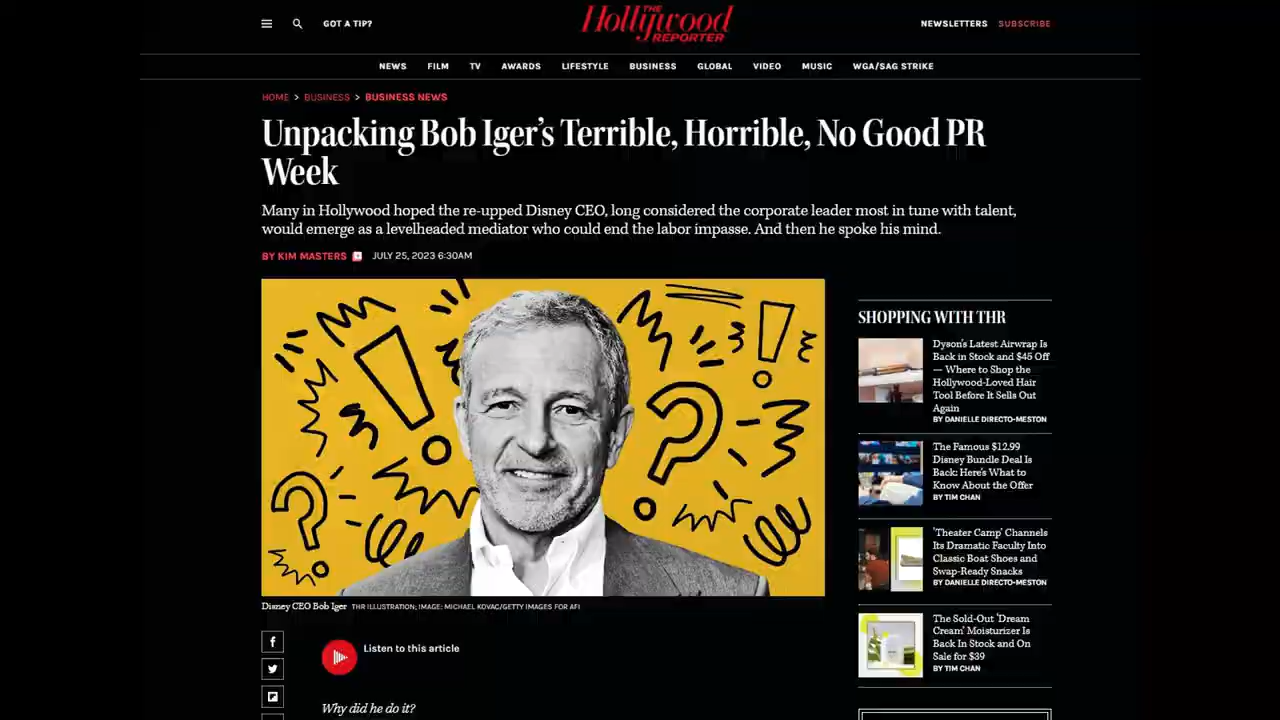 GOT A TIP?
THE
Hollywood
REPORTER
NEWSLETTERS SUBSCRIBE
NEWS FILM TV AWARDS LIFESTYLE BUSINESS GLOBAL VIDEO MUSIC WGA/SAG STRIKE
HOME > BUSINESS > BUSINESS NEWS
Unpacking Bob Iger's Terrible, Horrible, No Good PR
Week
Many in Hollywood hoped the re-upped Disney CEO, long considered the corporate leader most in tune with talent,
would emerge as a levelheaded mediator who could end the labor impasse. And then he spoke his mind.
BY KIM MASTERS JULY 25, 2023 6:30AM
Disney CEO Bob Iger THR ILLUSTRATION; IMAGE: MICHAEL KOVAC/GETTY IMAGES FOR AFI
Listen to this article
Why did he do it?
SHOPPING WITH THR
Dyson's Latest Airwrap Is
Back in Stock and $45 Off
— Where to Shop the
Hollywood-Loved Hair
Tool Before It Sells Out
Again
BY DANIELLE DIRECTO-MESTON
The Famous $12.99
Disney Bundle Deal Is
Back: Here's What to
Know About the Offer
BY TIM CHAN
'Theater Camp' Channels
Its Dramatic Faculty Into
Classic Boat Shoes and
Swap-Ready Snacks
BY DANIELLE DIRECTO-MESTON
The Sold-Out 'Dream
Cream' Moisturizer Is
Back In Stock and On
Sale for $39
BY TIM CHAN